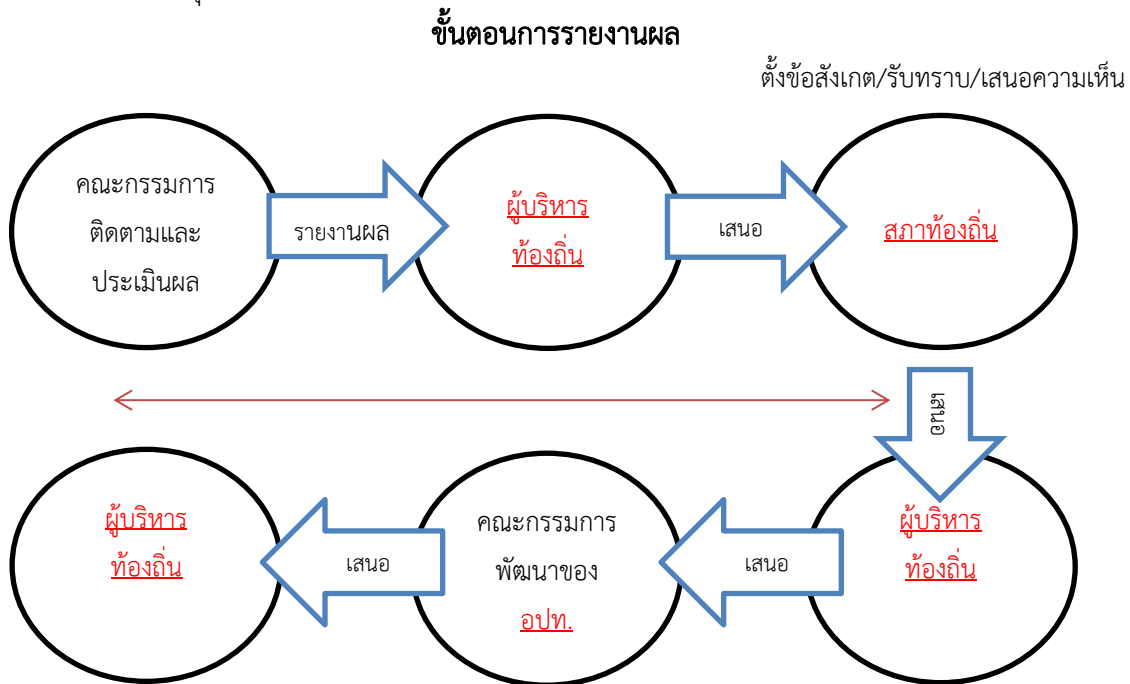 ขั้นตอนการรายงานผล
ตั้งข้อสังเกต/รับทราบ/เสนอความเห็น
คณะกรรมการ
ติดตามและ
ประเมินผล
รายงานผล
ผู้บริหาร
ท้องถิ่น
เสนอ
สภาท้องถิ่น
เสนอ
ผู้บริหาร
ท้องถิ่น
เสนอ
คณะกรรมการ
พัฒนาของ
อปท.
เสนอ
ผู้บริหาร
ท้องถิ่น